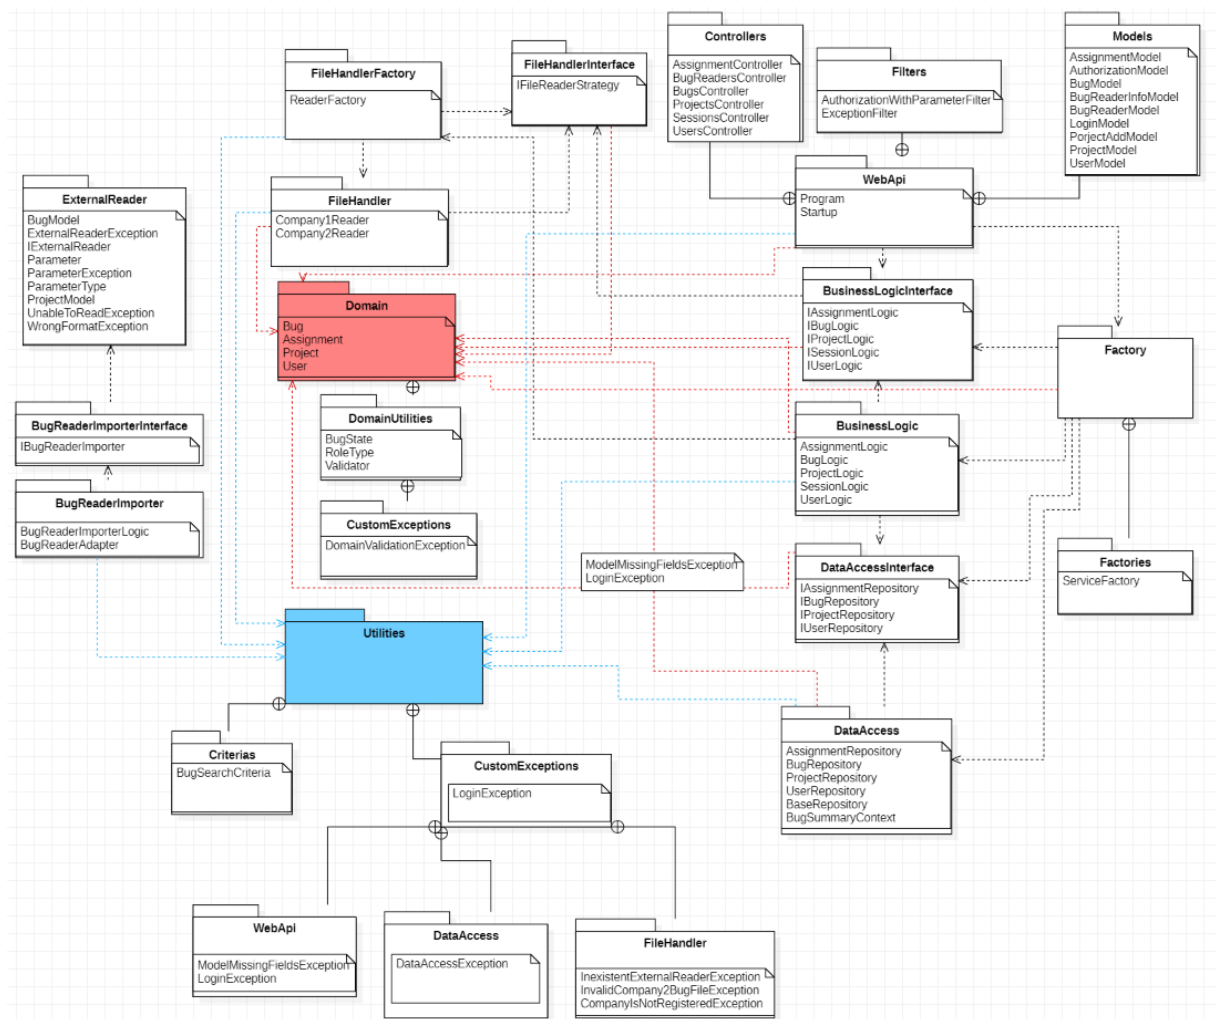 Controllers
AssignmentController
BugReadersController
BugsController
ProjectsController
SessionsController
UsersController
Models
AssignmentModel
AuthorizationModel
BugModel
BugReaderInfoModel
BugReaderModel
LoginModel
PorjectAddModel
ProjectModel
UserModel
Filters
AuthorizationWithParameterFilter
ExceptionFilter
FileHandlerInterface
IFileReaderStrategy
FileHandlerFactory
ReaderFactory
WebApi
Program
Startup
ExternalReader
BugModel
ExternalReaderException
IExternalReader
Parameter
ParameterException
ParameterType
ProjectModel
UnableToReadException
WrongFormatException
FileHandler
Company1Reader
Company2Reader
Domain
Bug
Assignment
Project
User
BusinessLogicInterface
IAssignmentLogic
IBugLogic
IProjectLogic
ISessionLogic
IUserLogic
Factory
DomainUtilities
BugState
RoleType
Validator
BugReaderImporterInterface
IBugReaderImporter
BusinessLogic
AssignmentLogic
BugLogic
ProjectLogic
SessionLogic
UserLogic
BugReaderImporter
BugReaderImporterLogic
BugReaderAdapter
CustomExceptions
DomainValidationException
ModelMissingFieldsException
LoginException
DataAccessInterface
IAssignmentRepository
IBugRepository
IProjectRepository
IUserRepository
Factories
ServiceFactory
Utilities
DataAccess
AssignmentRepository
BugRepository
ProjectRepository
UserRepository
BaseRepository
BugSummaryContext
Criterias
BugSearchCriteria
CustomExceptions
LoginException
WebApi
ModelMissingFieldsException
LoginException
DataAccess
DataAccessException
FileHandler
InexistentExternalReaderException
InvalidCompany2BugFileException
CompanyIsNotRegisteredException